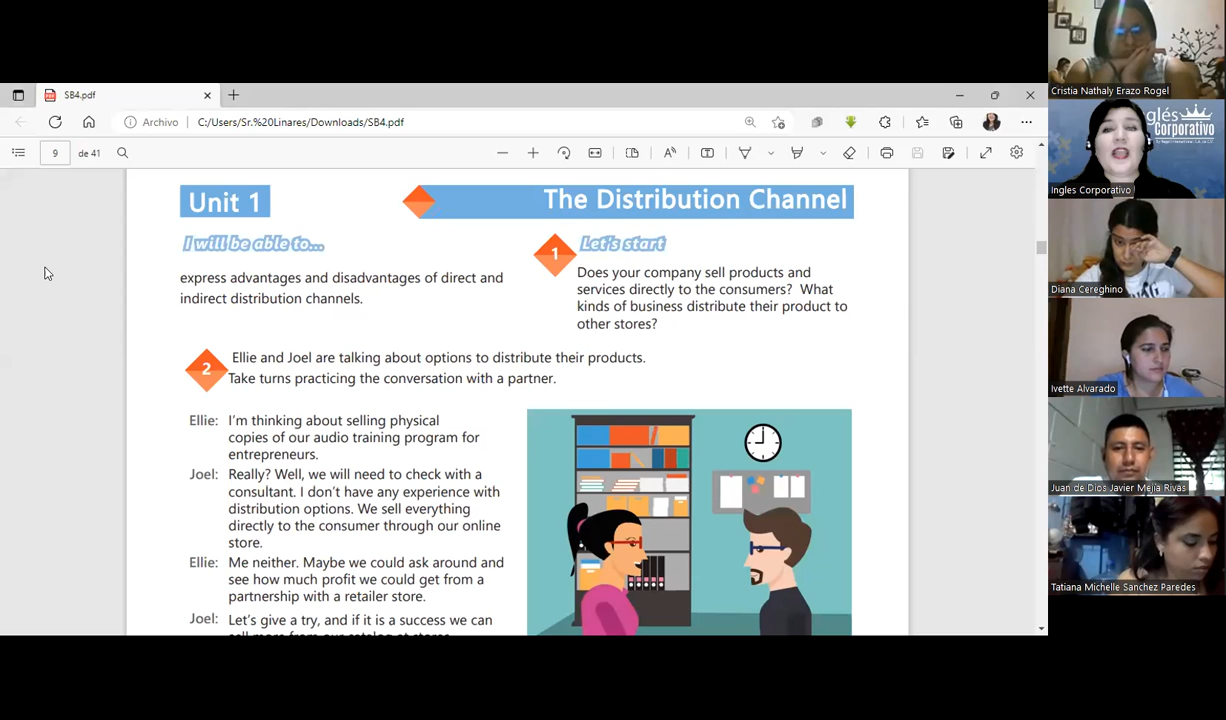 SB4.pdf
Archivo
C:/Users/Sr.%20Linares/Downloads/SB4.pdf
9 de 41
Unit 1
The Distribution Channel
I will be able to...
express advantages and disadvantages of direct and
indirect distribution channels.
1
Let's start
Does your company sell products and
services directly to the consumers? What
kinds of business distribute their product to
other stores?
2
Ellie and Joel are talking about options to distribute their products.
Take turns practicing the conversation with a partner.
Ellie: I'm thinking about selling physical
copies of our audio training program for
entrepreneurs.
Joel: Really? Well, we will need to check with a
consultant. I don't have any experience with
distribution options. We sell everything
directly to the consumer through our online
store.
Ellie: Me neither. Maybe we could ask around and
see how much profit we could get from a
partnership with a retailer store.
Joel: Let's give a try, and if it is a success we can
Cristia Nathaly Erazo Rogel
glés
Corporativo
Ingles Corporativo
Diana Cereghino
Ivette Alvarado
Juan de Dios Javier Mejia Rivas
Tatiana Michelle Sanchez Paredes